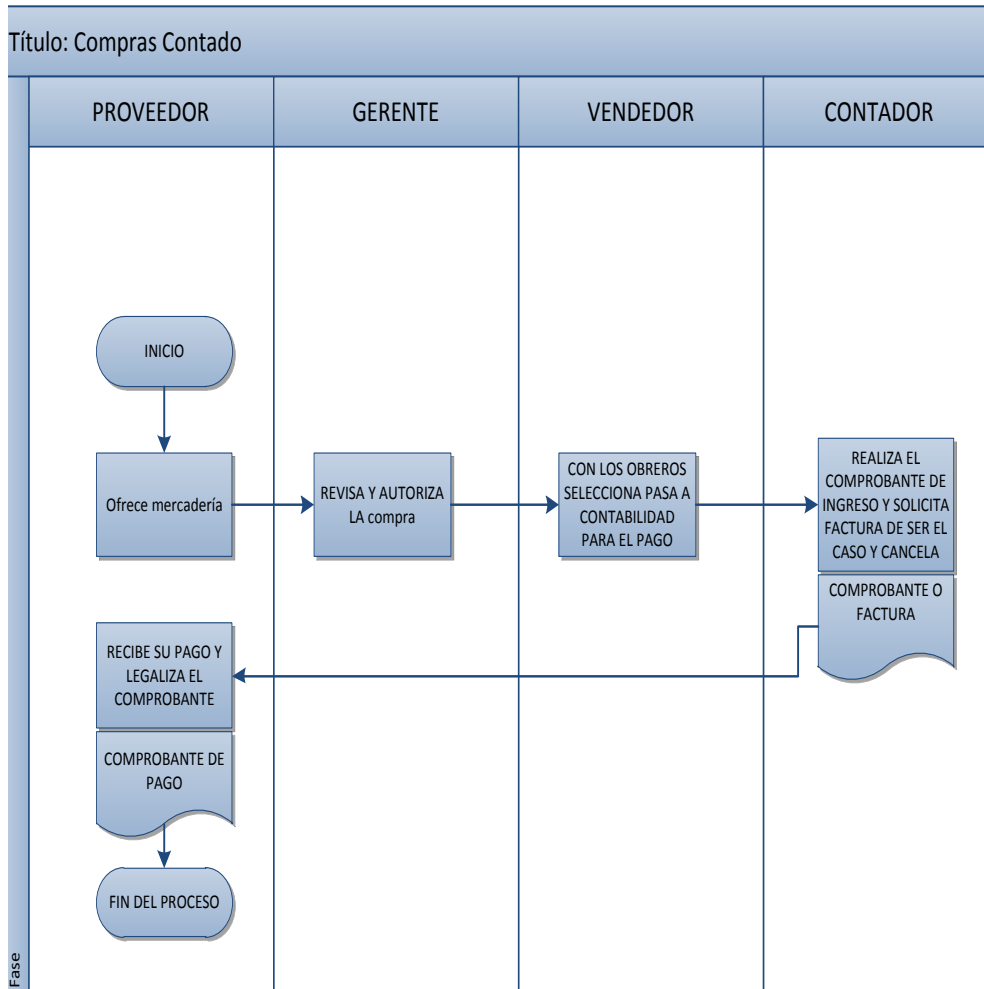 Título: Compras Contado
PROVEEDOR
GERENTE
VENDEDOR
CONTADOR
INICIO
Ofrece mercadería
REVISA Y AUTORIZA
LA compra
CON LOS OBREROS
SELECCIONA PASA A
CONTABILIDAD
PARA EL PAGO
REALIZA EL
COMPROBANTE DE
INGRESO Y SOLICITA
FACTURA DE SER EL
CASO Y CANCELA
COMPROBANTE O
FACTURA
RECIBE SU PAGO Y
LEGALIZA EL
COMPROBANTE
COMPROBANTE DE
PAGO
FIN DEL PROCESO
Fase